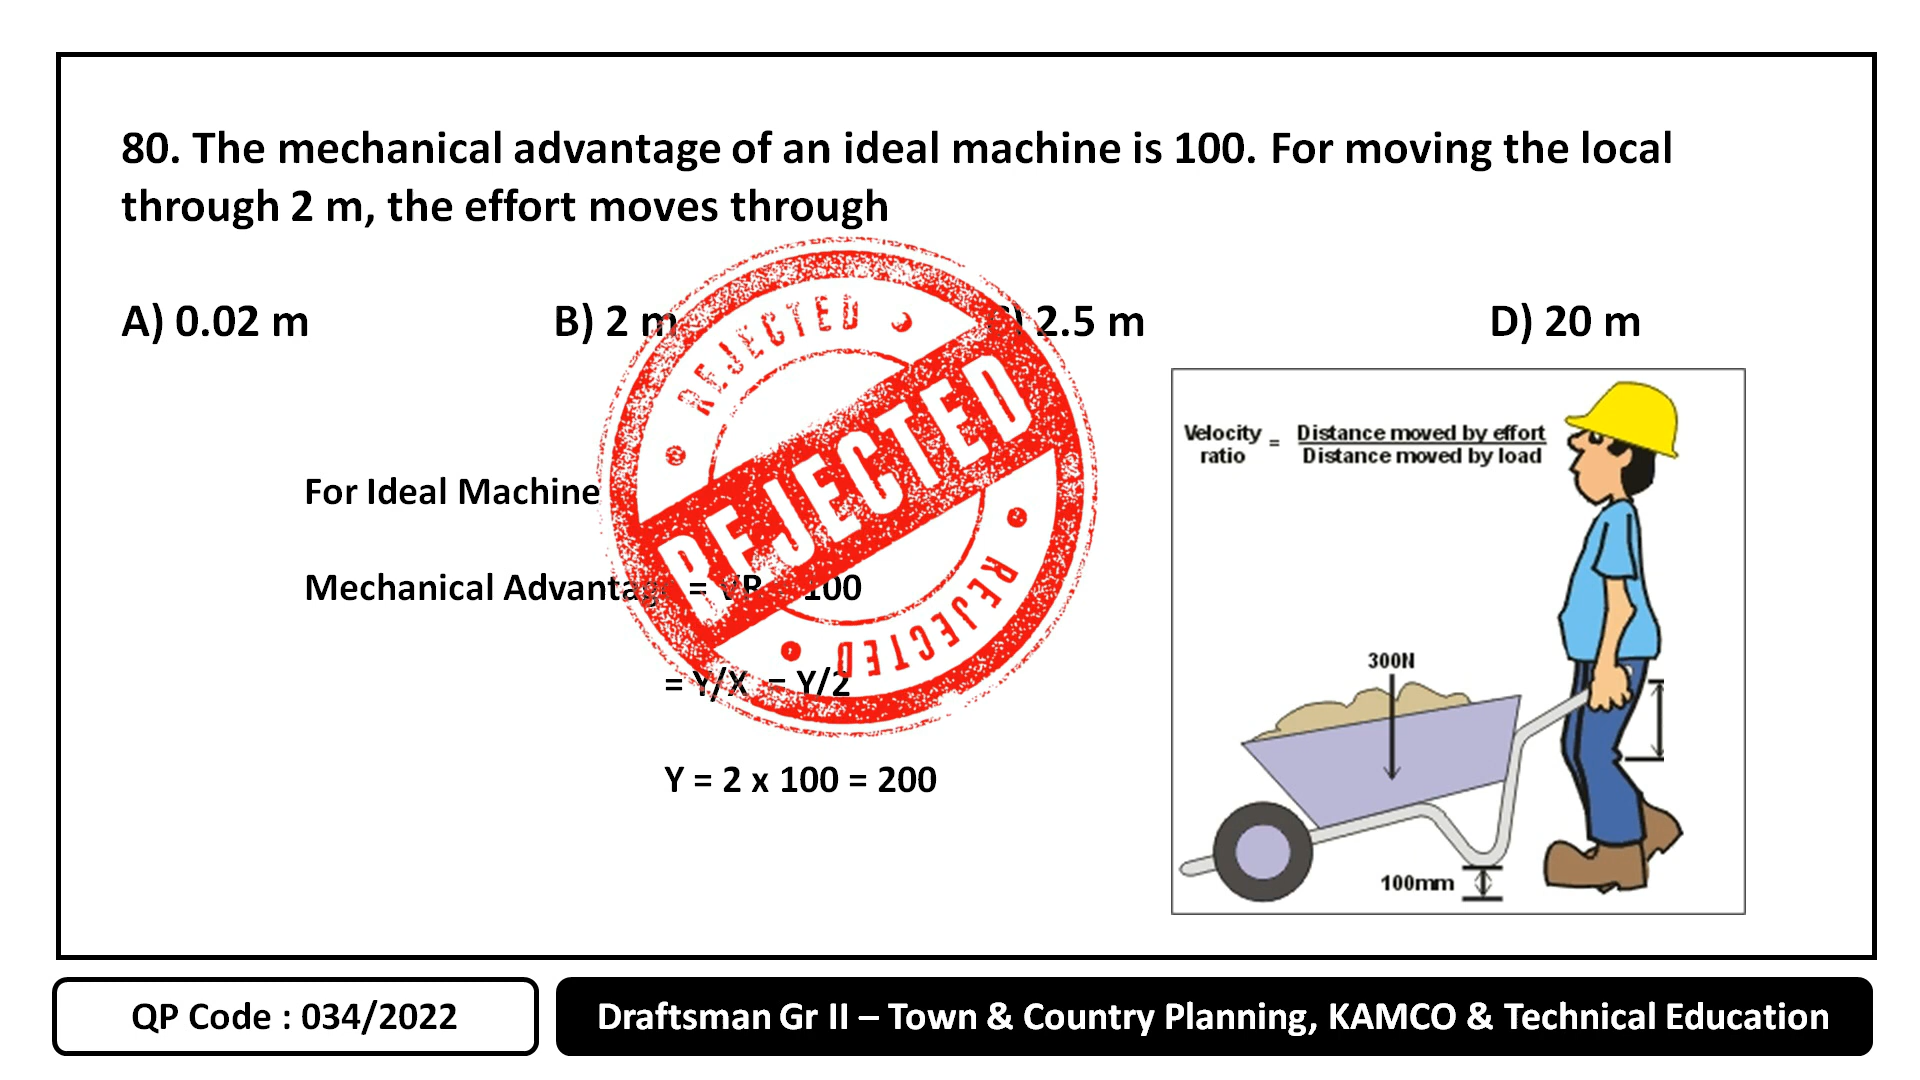 80. The mechanical advantage of an ideal machine is 100. For moving the local
through 2 m, the effort moves through
A) 0.02 m B) 2 m C) 2.5 m D) 20 m
REJECTED
REJECTED
REJECTED
Velocity ratio = Distance moved by effort
Distance moved by load
For Ideal Machine
Mechanical Advantage = VR = 100
= Y/X = Y/2
Y = 2 x 100 = 200
300N
100mm
QP Code : 034/2022
Draftsman Gr II – Town & Country Planning, KAMCO & Technical Education